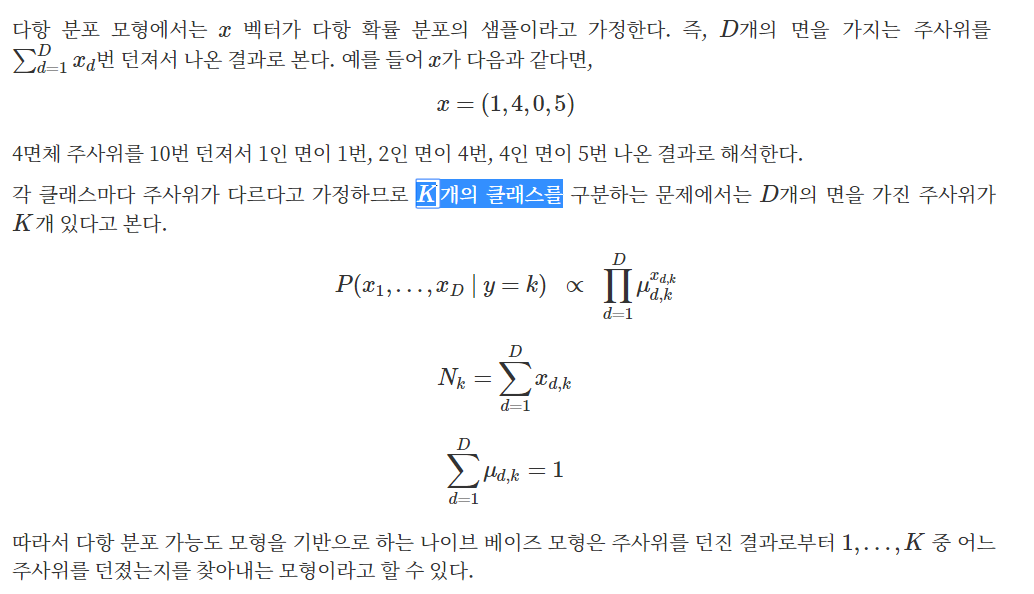 다항 분포 모형에서는 x 벡터가 다항 확률 분포의 샘플이라고 가정한다. 즉, D개의 면을 가지는 주사위를
∑_{d=1}^{D} x_d번 던져서 나온 결과로 본다. 예를 들어 x가 다음과 같다면,
x = (1, 4, 0, 5)
4면체 주사위를 10번 던져서 1인 면이 1번, 2인 면이 4번, 4인 면이 5번 나온 결과로 해석한다.
각 클래스마다 주사위가 다르다고 가정하므로 K개의 클래스를 구분하는 문제에서는 D개의 면을 가진 주사위가
K개 있다고 본다.
P(x_1, . . . , x_D | y = k) ∝ ∏_{d=1}^{D} μ_{d,k}^{x_{d,k}}
N_k = ∑_{d=1}^{D} x_{d,k}
∑_{d=1}^{D} μ_{d,k} = 1
따라서 다항 분포 가능도 모형을 기반으로 하는 나이브 베이즈 모형은 주사위를 던진 결과로부터 1, . . . , K 중 어느
주사위를 던졌는지를 찾아내는 모형이라고 할 수 있다.